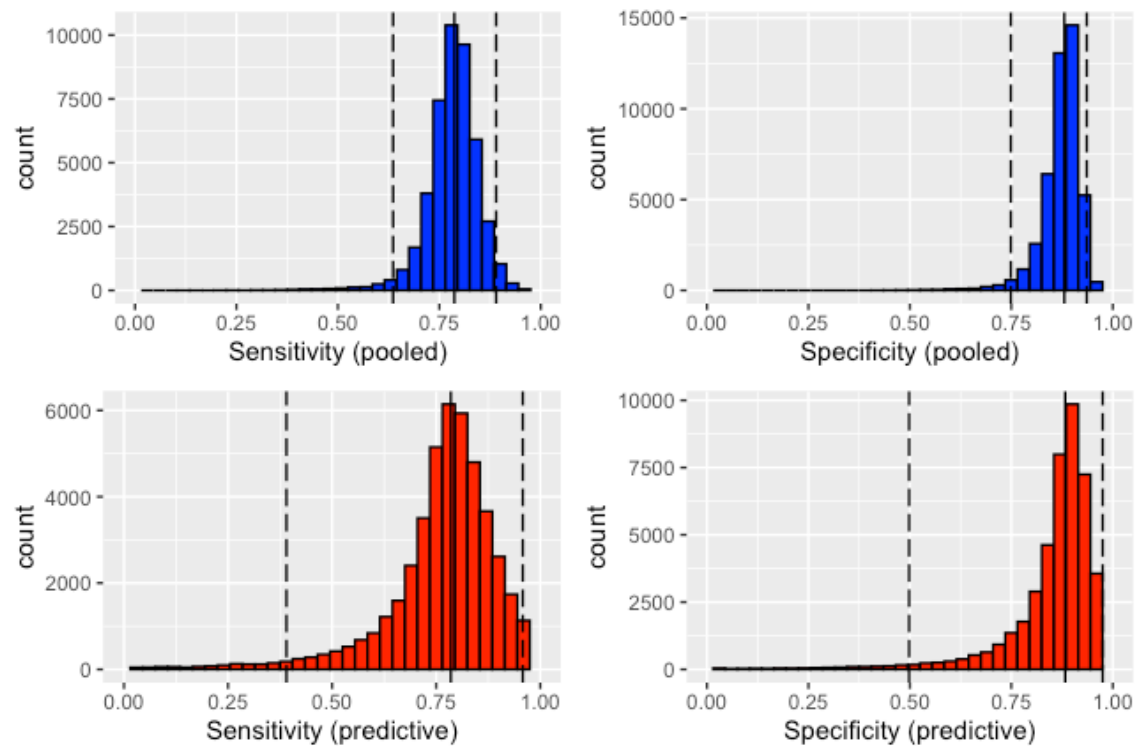 count
10000
7500
5000
2500
0
0.00 0.25 0.50 0.75 1.00
Sensitivity (pooled)
count
15000
10000
5000
0
0.00 0.25 0.50 0.75 1.00
Specificity (pooled)
count
6000
4000
2000
0
0.00 0.25 0.50 0.75 1.00
Sensitivity (predictive)
count
10000
7500
5000
2500
0
0.00 0.25 0.50 0.75 1.00
Specificity (predictive)